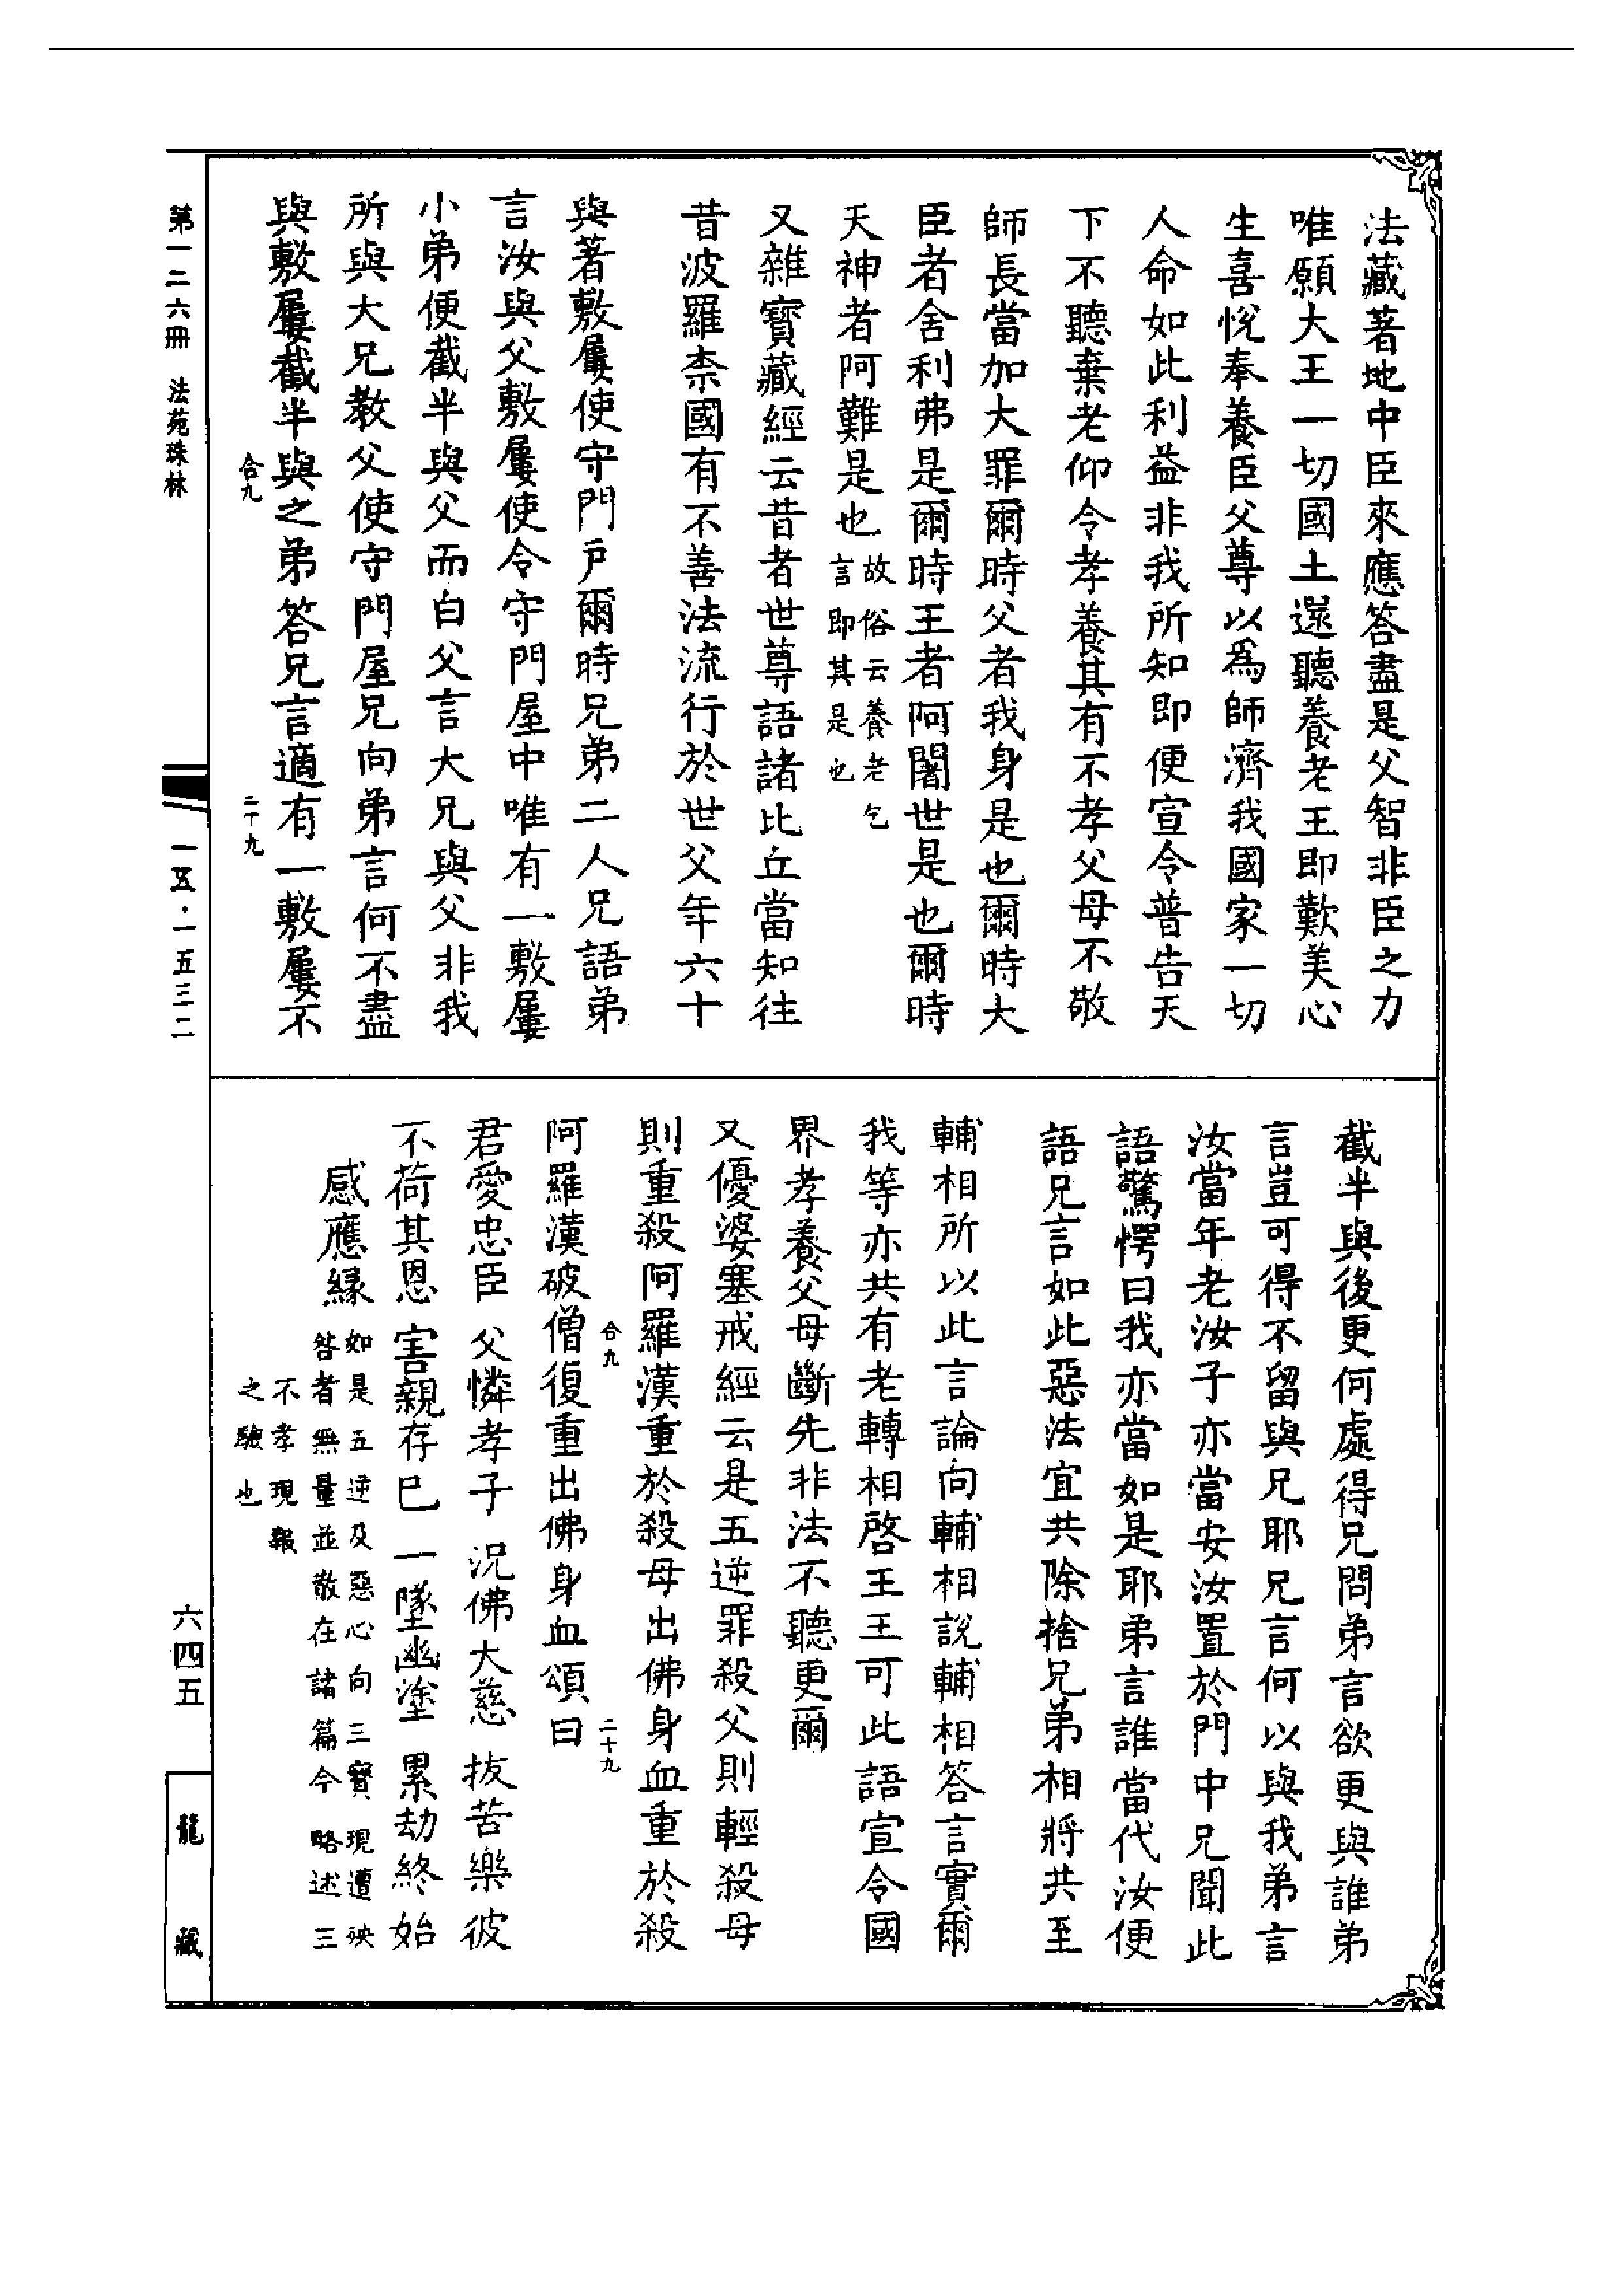 法藏著地中臣來應答盡是父智非臣之力
唯願大王一切國土還聽養老王即歎美心
生喜悅奉養臣父尊以為師濟我國家一切
人命如此利益非我所知即便宣令普告天
下不聽棄老仰令孝養其有不孝父母不敬
師長當加大罪爾時父者我身是也爾時大
臣者舍利弗是爾時王者阿闍世是也爾時
天神者阿難是也故俗云養老乞
言即其是也
又雜寶藏經云昔者世尊語諸比丘當知往
昔波羅柰國有不善法流行於世父年六十
與著敷屢使守門戶爾時兄弟二人兄語弟
言汝與父敷屢使令守門屋中唯有一敷屢
小弟便截半與父而白父言大兄與父非我
所與大兄教父使守門屋兄向弟言何不盡
與敷屢截半與之弟答兄言適有一敷屢不
合九
二十九
截半與後更何處得兄問弟言欲更與誰弟
言豈可得不留與兄耶兄言何以與我弟言
汝當年老汝子亦當安汝置於門中兄聞此
語驚愕曰我亦當如是耶弟言誰當代汝便
語兄言如此惡法宜共除捨兄弟相將共至
輔相所以此言論向輔相說輔相答言實爾
我等亦共有老轉相啓王王可此語宣令國
界孝養父母斷先非法不聽更爾
又優婆塞戒經云是五逆罪殺父則輕殺母
則重殺阿羅漢重於殺母出佛身血重於殺
合九
二十九
阿羅漢破僧復重出佛身血頌曰
君愛忠臣 父憐孝子 況佛大慈 拔苦樂彼
不荷其恩 害親存巳 一墜幽塗 累劫終始
感應緣如是五逆及惡心向三寶現遭殃
咎者無量並散在諸篇今略述三
不孝現報
之驗也
第一二六冊 法苑珠林
一五·一五三二
六四五
龍藏